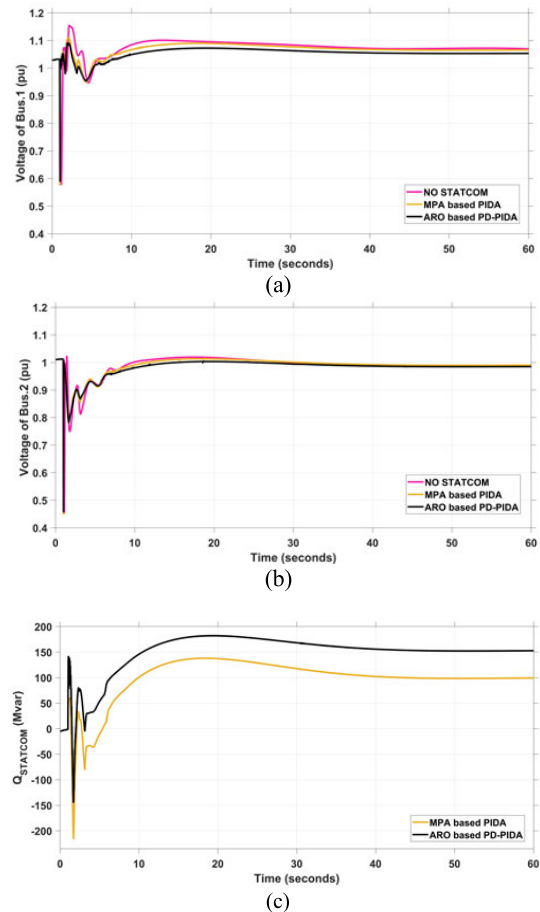 1.2
1.1
1
0.9
0.8
0.7
0.6
0.5
0.4
Voltage of Bus.1 (pu)
NO STATCOM
MPA based PIDA
ARO based PD-PIDA
0 10 20 30 40 50 60
Time (seconds)
(a)
1.2
1.1
1
0.9
0.8
0.7
0.6
0.5
0.4
Voltage of Bus.2 (pu)
NO STATCOM
MPA based PIDA
ARO based PD-PIDA
0 10 20 30 40 50 60
Time (seconds)
(b)
200
150
100
50
0
-50
-100
-150
-200
Q_STATCOM (Mvar)
MPA based PIDA
ARO based PD-PIDA
0 10 20 30 40 50 60
Time (seconds)
(c)